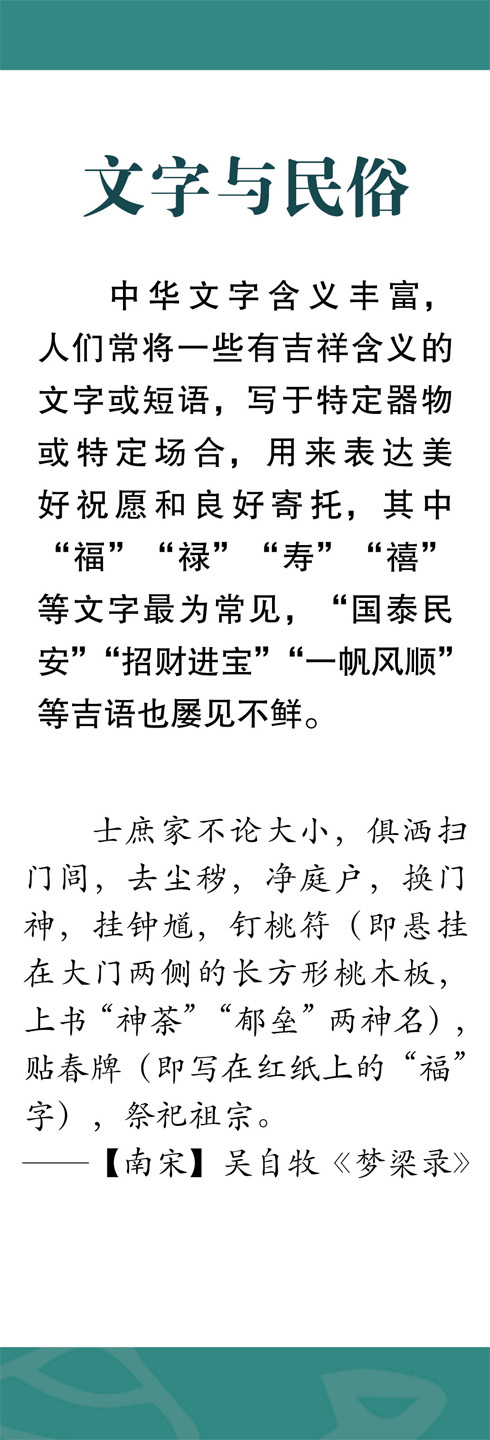 文字与民俗
中华文字含义丰富，
人们常将一些有吉祥含义的
文字或短语，写于特定器物
或特定场合，用来表达美
好祝愿和良好寄托，其中
“福”“禄”“寿”“禧”
等文字最为常见，“国泰民
安”“招财进宝”“一帆风顺”
等吉语也屡见不鲜。
士庶家不论大小，俱洒扫
门闾，去尘秽，净庭户，换门
神，挂钟馗，钉桃符（即悬挂
在大门两侧的长方形桃木板，
上书“神荼”“郁垒”两神名），
贴春牌（即写在红纸上的“福”
字），祭祀祖宗。
——【南宋】吴自牧《梦梁录》